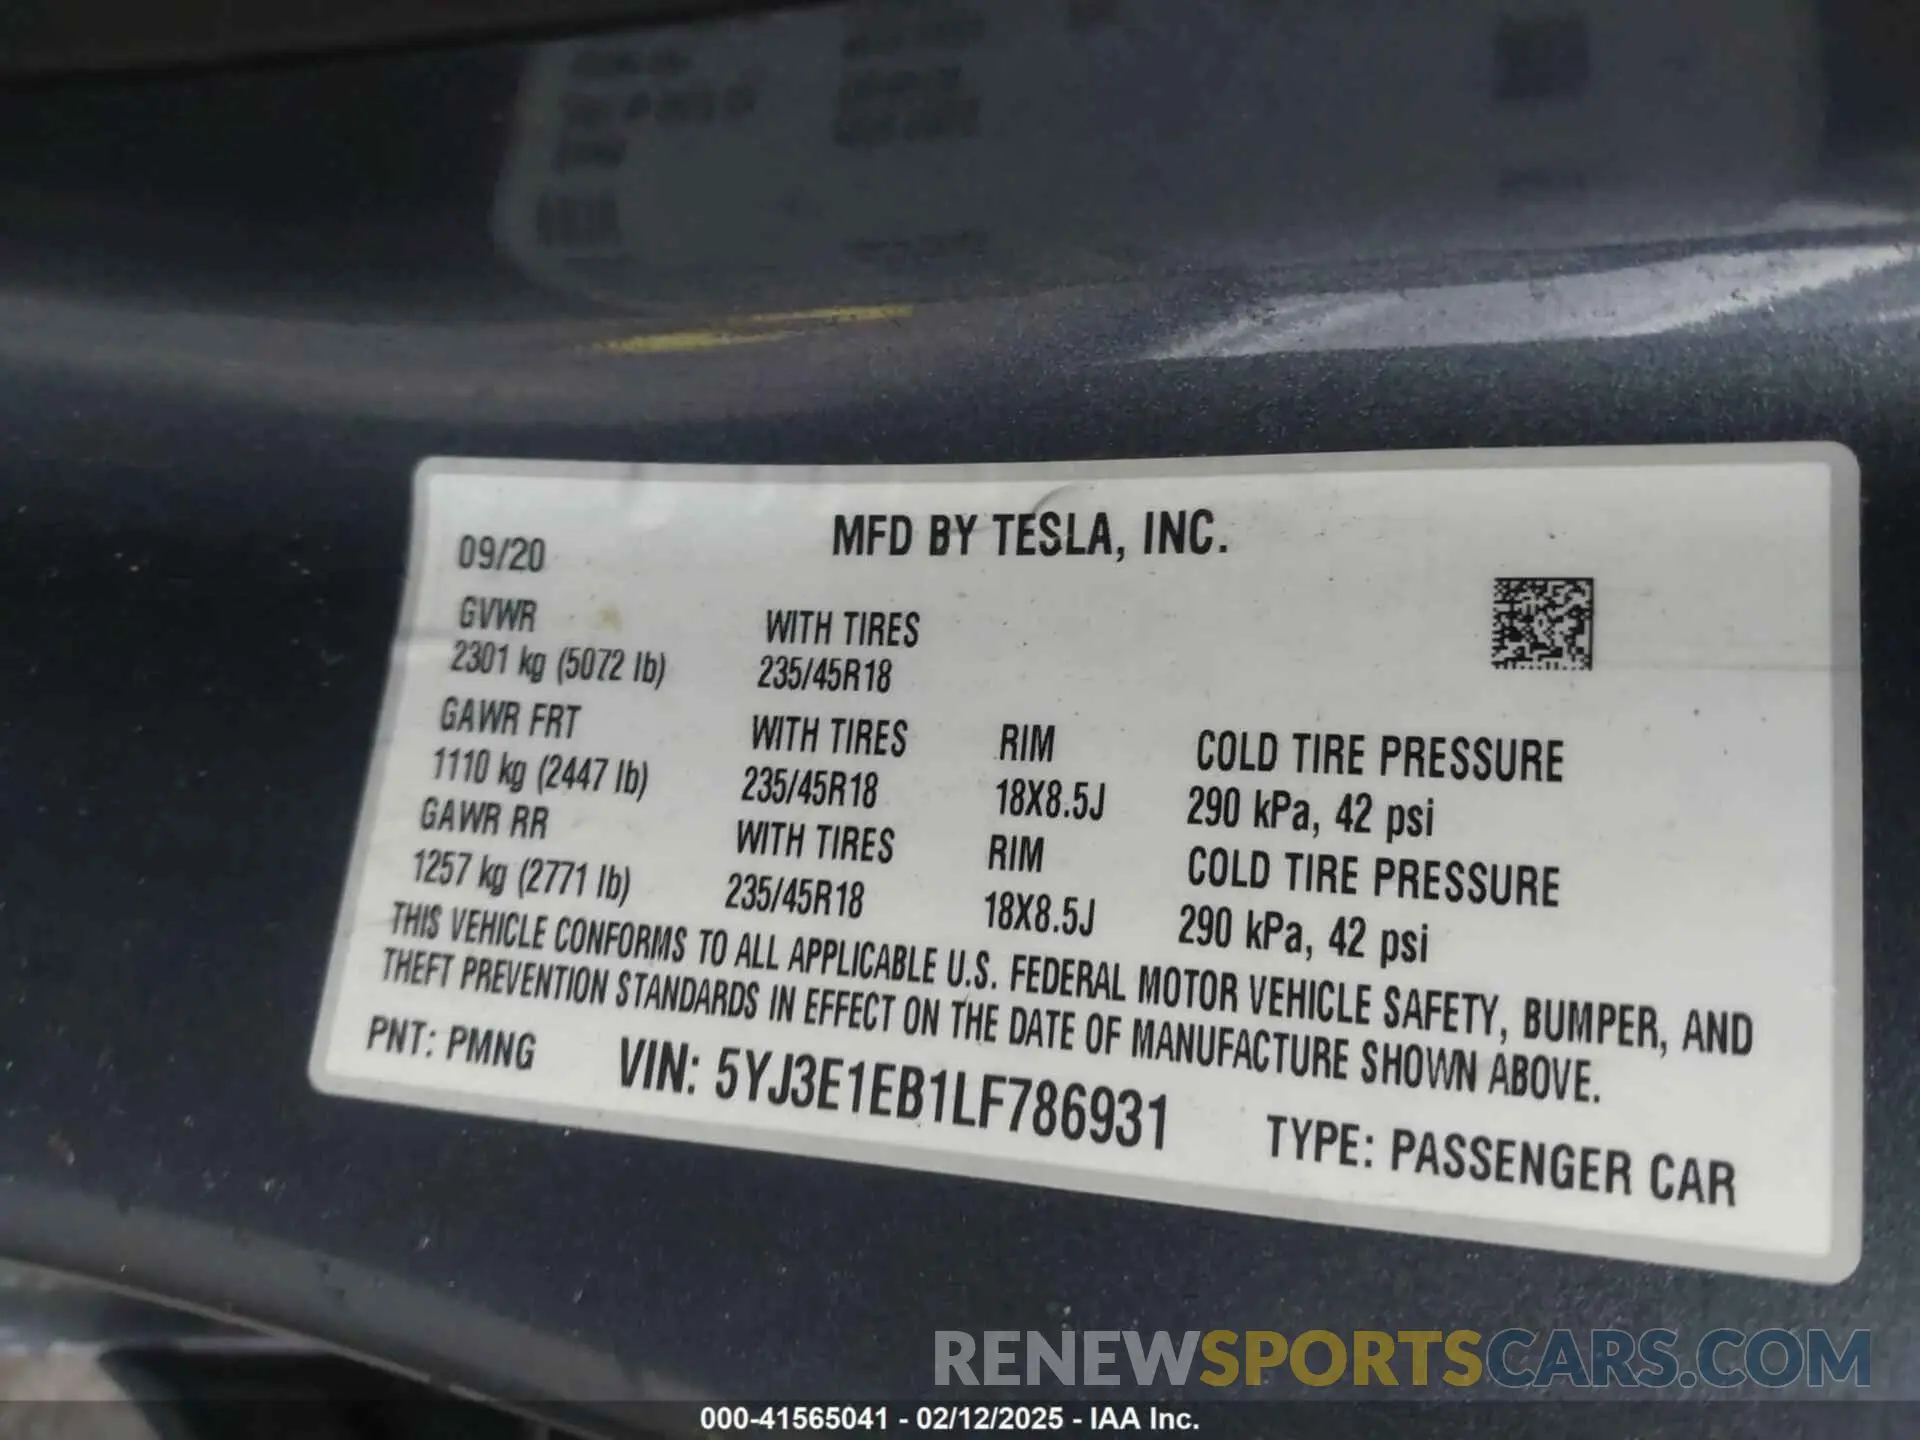 MFD BY TESLA, INC.
09/20
GVWR WITH TIRES
2301 kg (5072 lb) 235/45R18
GAWR FRT WITH TIRES RIM COLD TIRE PRESSURE
1110 kg (2447 lb) 235/45R18 18X8.5J 290 kPa, 42 psi
GAWR RR WITH TIRES RIM COLD TIRE PRESSURE
1257 kg (2771 lb) 235/45R18 18X8.5J 290 kPa, 42 psi
THIS VEHICLE CONFORMS TO ALL APPLICABLE U.S. FEDERAL MOTOR VEHICLE SAFETY, BUMPER, AND
THEFT PREVENTION STANDARDS IN EFFECT ON THE DATE OF MANUFACTURE SHOWN ABOVE.
PNT: PMNG VIN: 5YJ3E1EB1LF786931 TYPE: PASSENGER CAR
RENEWSPORTSCARS.COM
000-41565041 - 02/12/2025 - IAA Inc.